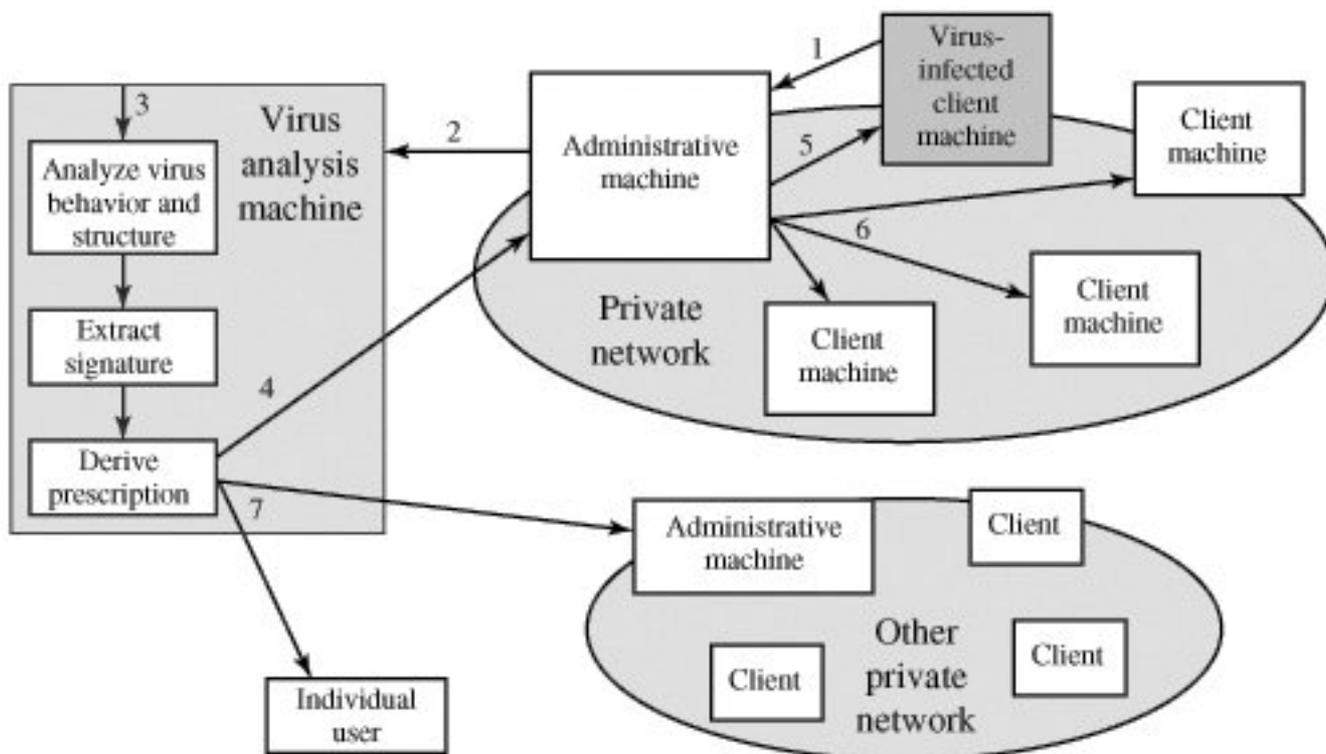 1
Virus-
infected
client
machine
3
Virus
analysis
machine
2
Administrative
machine
5
Client
machine
Analyze virus
behavior and
structure
6
Client
machine
Private
network
Client
machine
Extract
signature
4
Derive
prescription
7
Administrative
machine
Client
Other
private
network
Client
Client
Individual
user